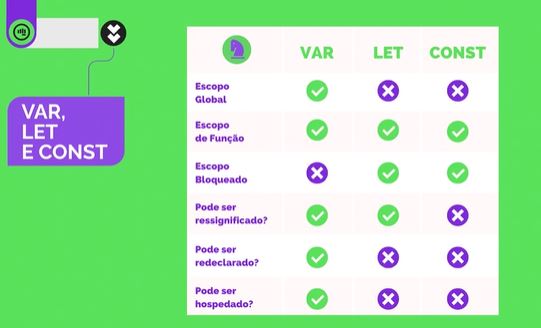 VAR,
LET
E CONST
VAR LET CONST
Escopo
Global
Escopo
de Função
Escopo
Bloqueado
Pode ser
ressignificado?
Pode ser
redeclarado?
Pode ser
hospedado?